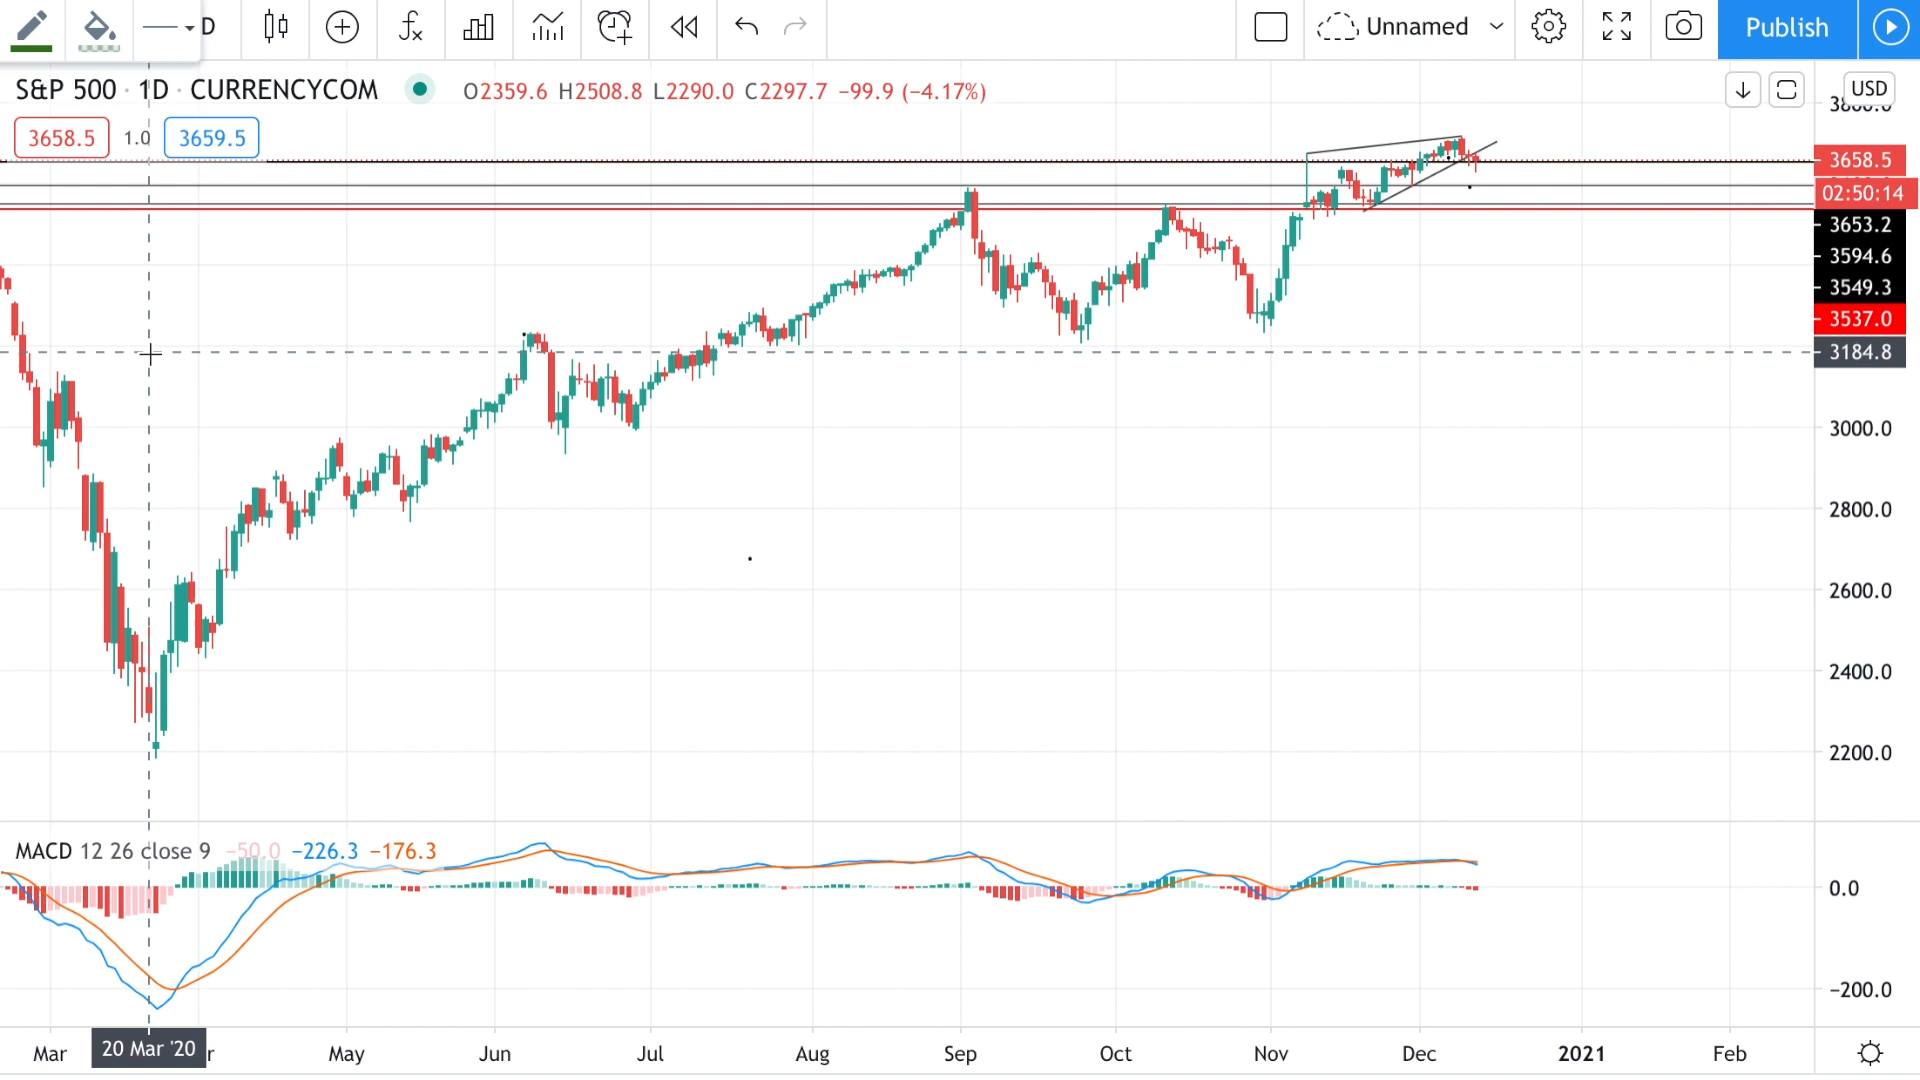 D Unnamed Publish
S&P 500 · 1D · CURRENCYCOM O2359.6 H2508.8 L2290.0 C2297.7 −99.9 (−4.17%) USD
3658.5 1.0 3659.5
3658.5
02:50:14
3653.2
3594.6
3549.3
3537.0
3184.8
3000.0
2800.0
2600.0
2400.0
2200.0
MACD 12 26 close 9 −50.0 −226.3 −176.3
0.0
−200.0
Mar 20 Mar '20 May Jun Jul Aug Sep Oct Nov Dec 2021 Feb